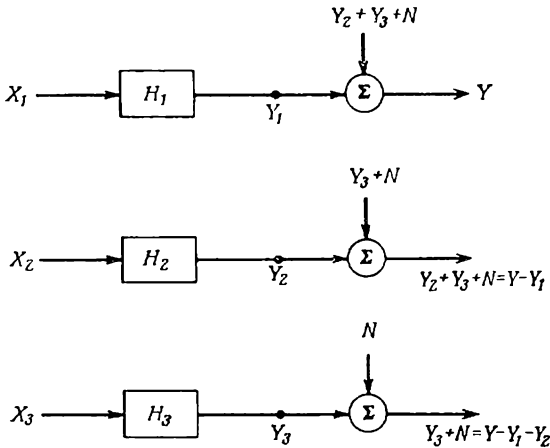 Y₂ + Y₃ + N
X₁ H₁ Y₁ Σ Y
Y₃ + N
X₂ H₂ Y₂ Σ Y₂ + Y₃ + N = Y - Y₁
N
X₃ H₃ Y₃ Σ Y₃ + N = Y - Y₁ - Y₂